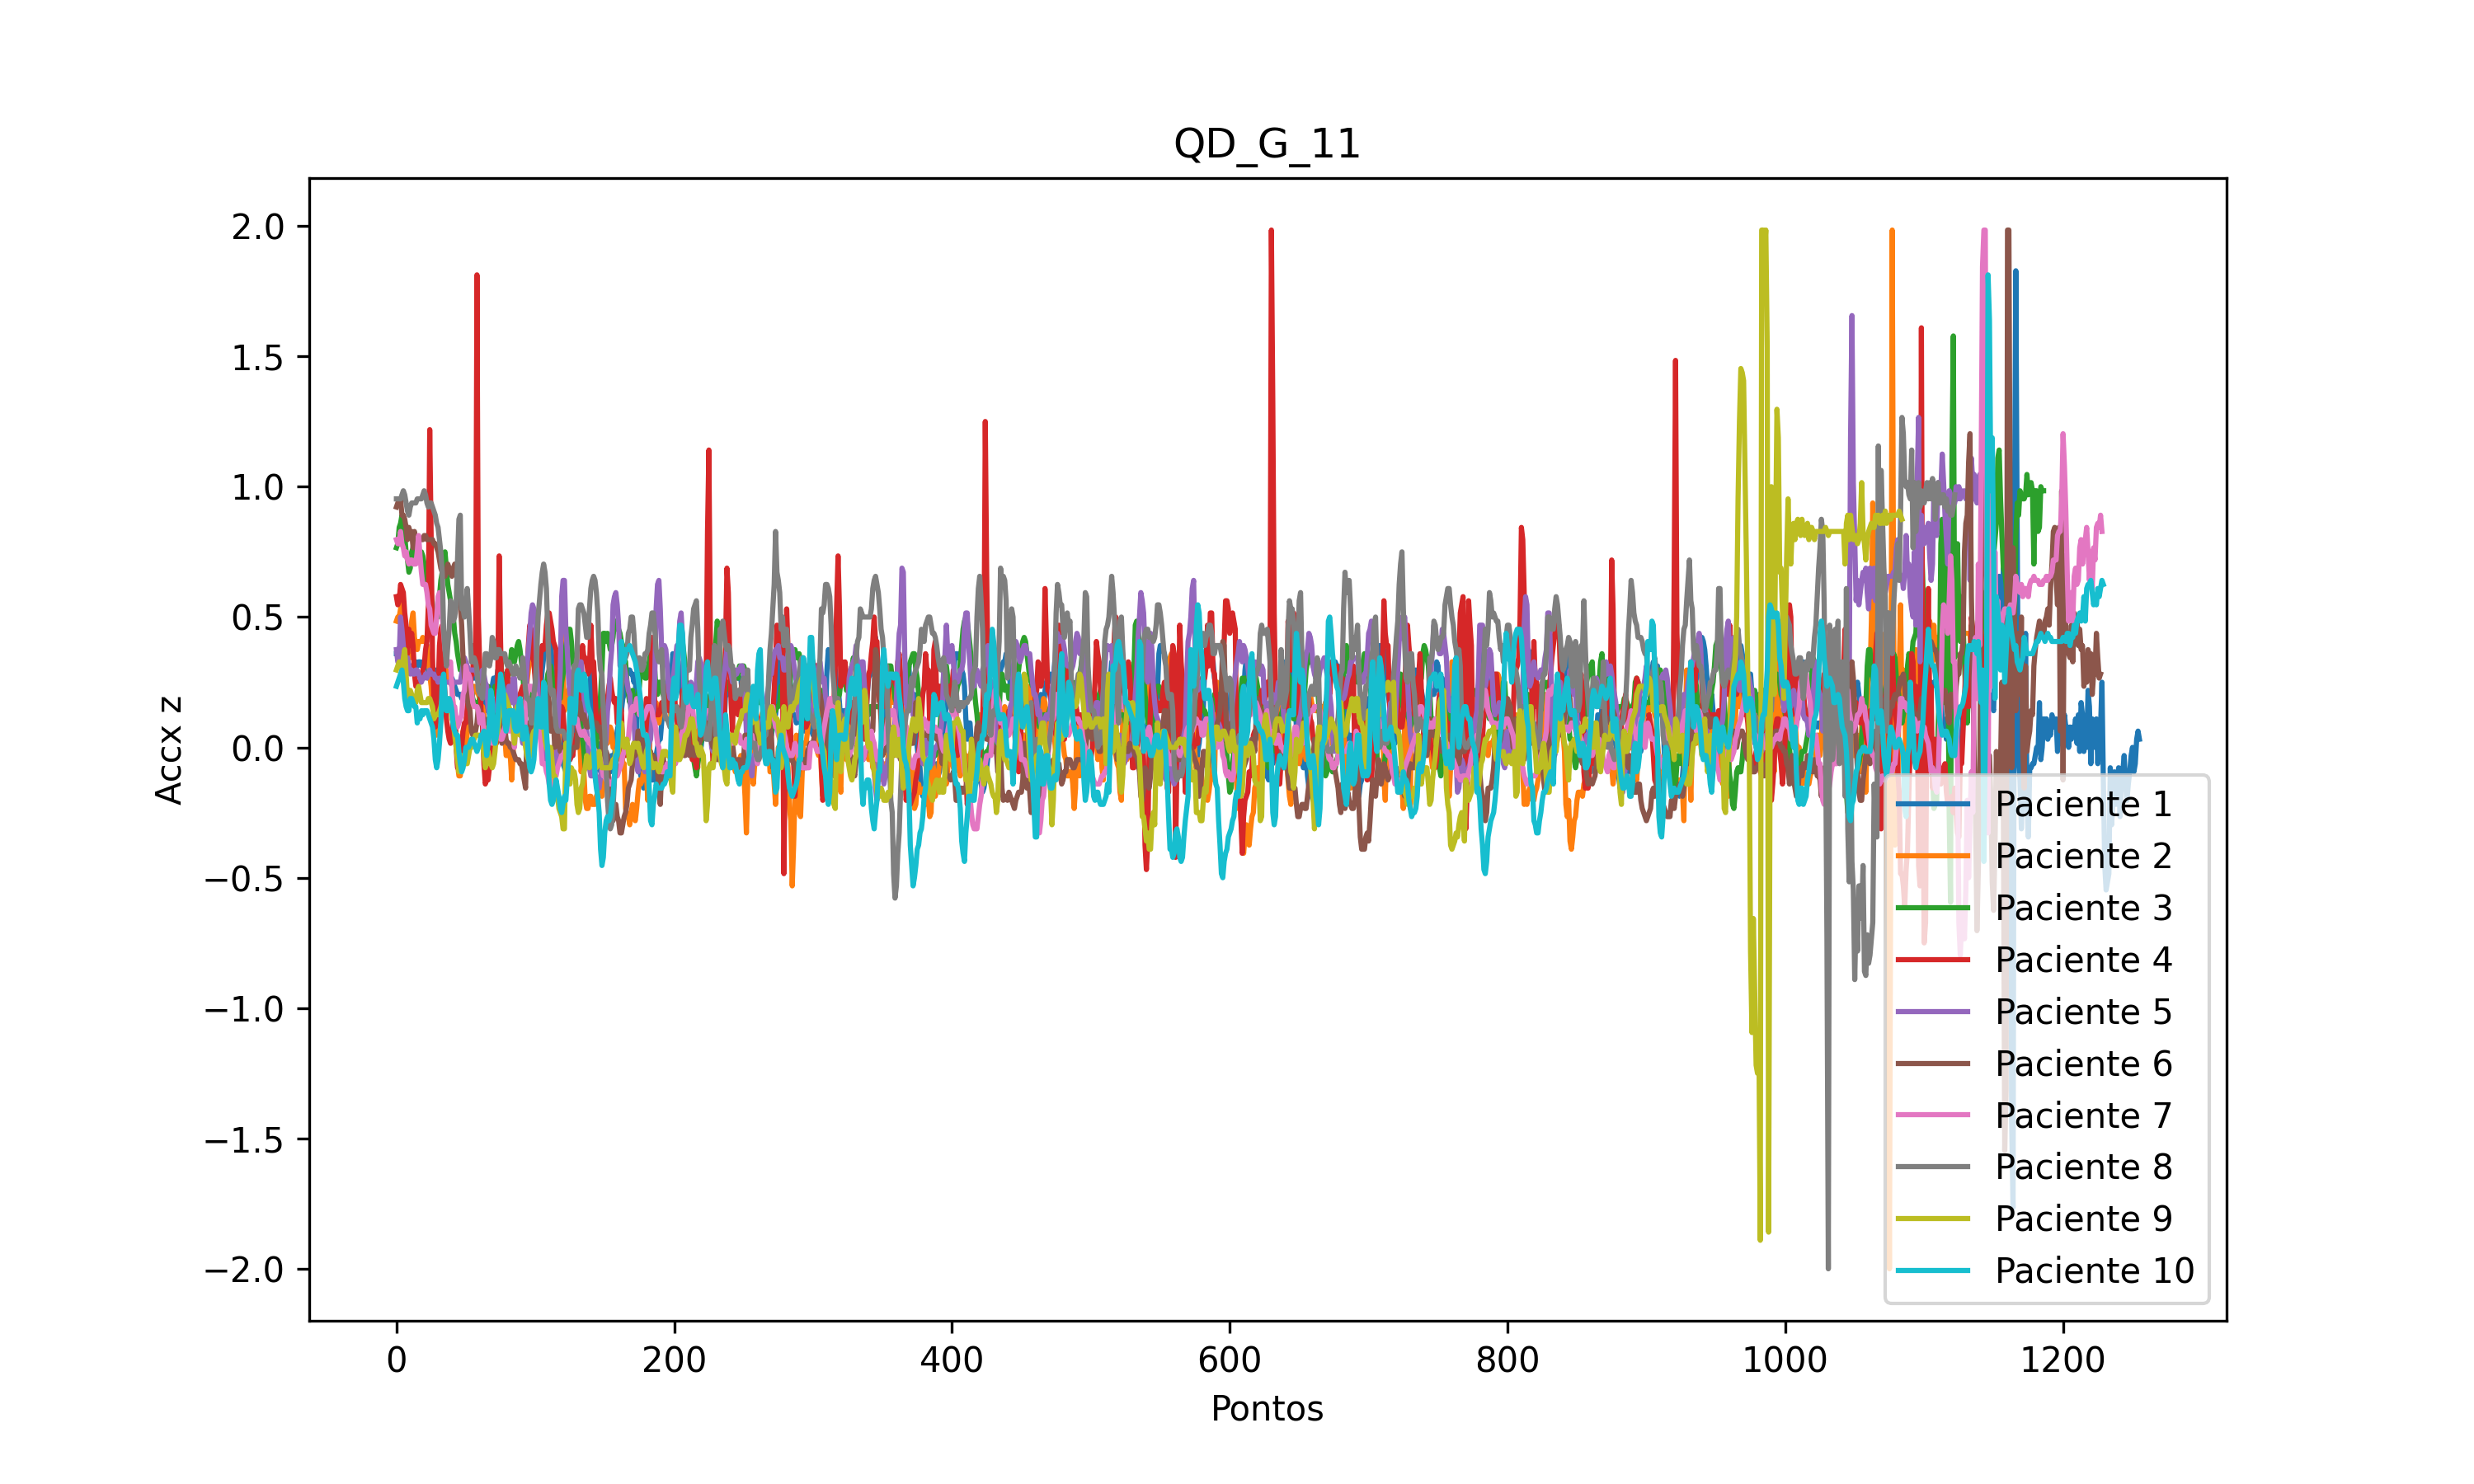 QD_G_11
Accx z
2.0
1.5
1.0
0.5
0.0
−0.5
−1.0
−1.5
−2.0
0 200 400 600 800 1000 1200
Pontos
Paciente 1
Paciente 2
Paciente 3
Paciente 4
Paciente 5
Paciente 6
Paciente 7
Paciente 8
Paciente 9
Paciente 10